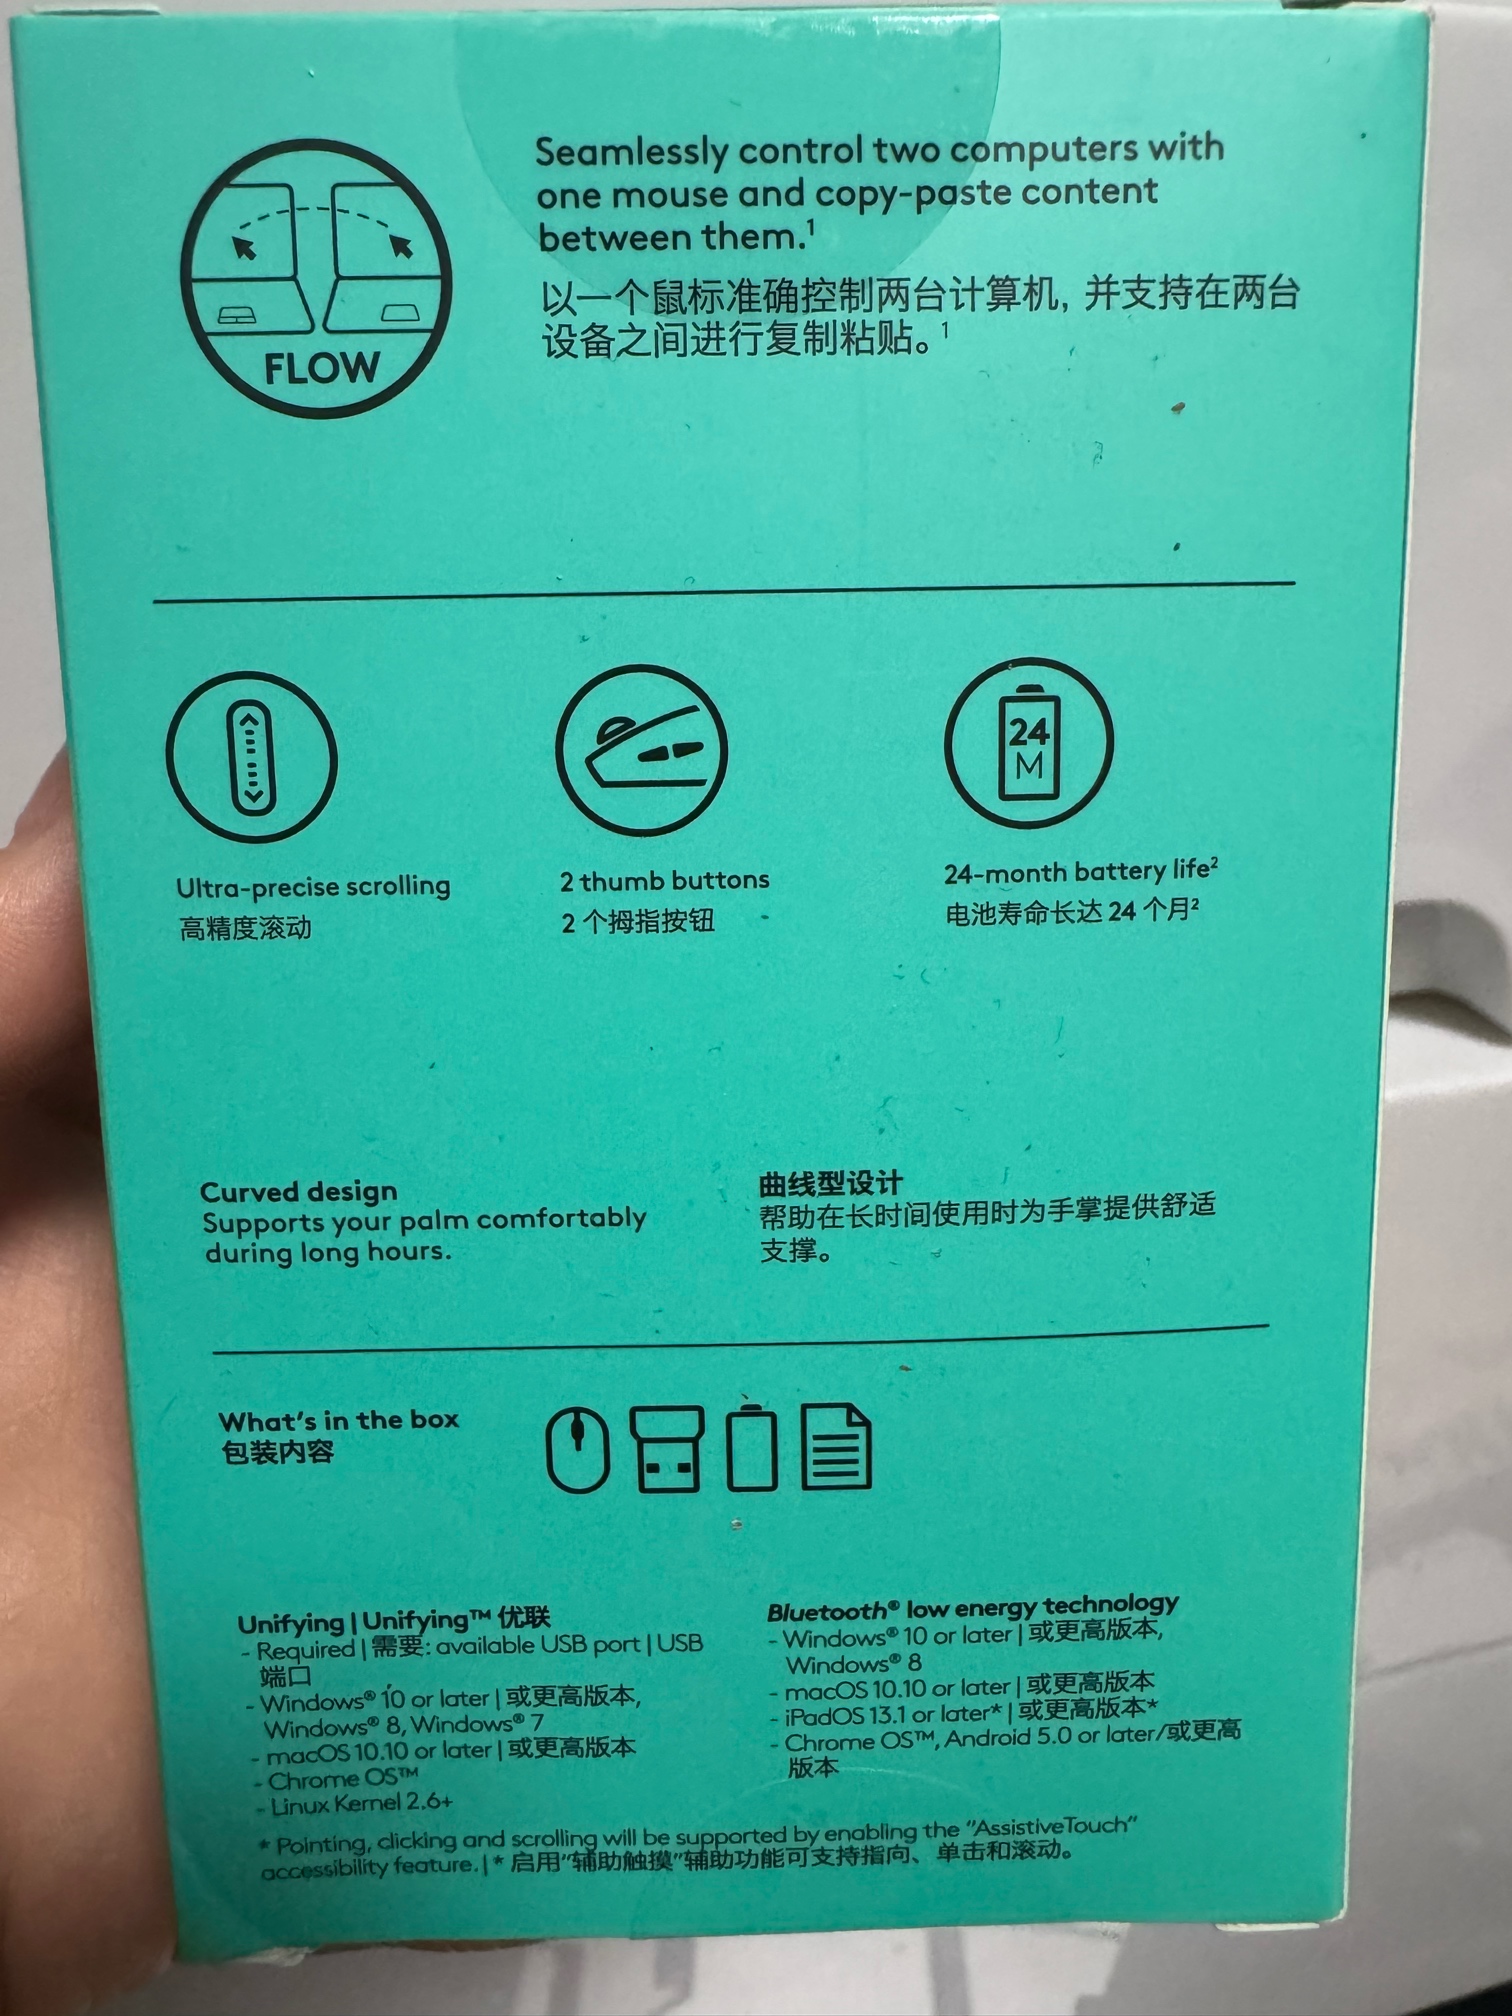 Seamlessly control two computers with
one mouse and copy-paste content
between them.¹
以一个鼠标准确控制两台计算机, 并支持在两台
设备之间进行复制粘贴。¹
FLOW
24
M
Ultra-precise scrolling
高精度滚动
2 thumb buttons
2 个拇指按钮
24-month battery life²
电池寿命长达 24 个月²
Curved design
Supports your palm comfortably
during long hours.
曲线型设计
帮助在长时间使用时为手掌提供舒适
支撑。
What's in the box
包装内容
Unifying | Unifying™ 优联
- Required | 需要: available USB port | USB
端口
- Windows® 10 or later | 或更高版本,
Windows® 8, Windows® 7
- macOS 10.10 or later | 或更高版本
- Chrome OS™
- Linux Kernel 2.6+
Bluetooth® low energy technology
- Windows® 10 or later | 或更高版本,
Windows® 8
- macOS 10.10 or later | 或更高版本
- iPadOS 13.1 or later* | 或更高版本*
- Chrome OS™, Android 5.0 or later/或更高
版本
* Pointing, clicking and scrolling will be supported by enabling the "AssistiveTouch"
accessibility feature. | * 启用"辅助触摸"辅助功能可支持指向、单击和滚动。